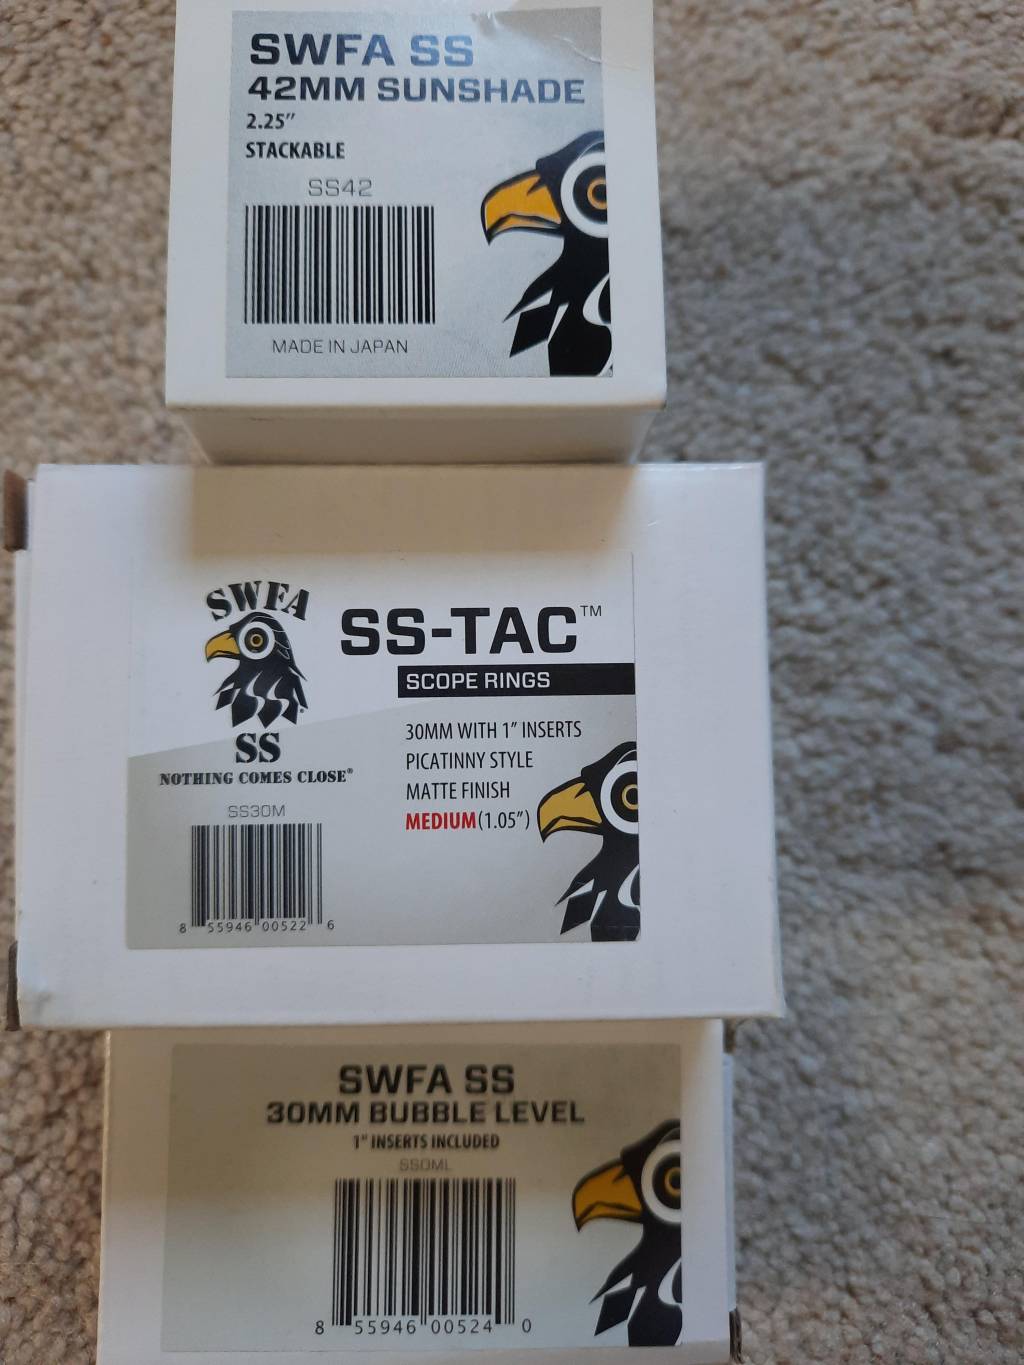 SWFA SS
42MM SUNSHADE
2.25"
STACKABLE
SS42
MADE IN JAPAN
SWFA
SS
NOTHING COMES CLOSE®
SS-TAC™
SCOPE RINGS
30MM WITH 1" INSERTS
PICATINNY STYLE
MATTE FINISH
MEDIUM (1.05")
SS30M
8 55946 00522 6
SWFA SS
30MM BUBBLE LEVEL
1" INSERTS INCLUDED
SSOML
8 55946 00524 0